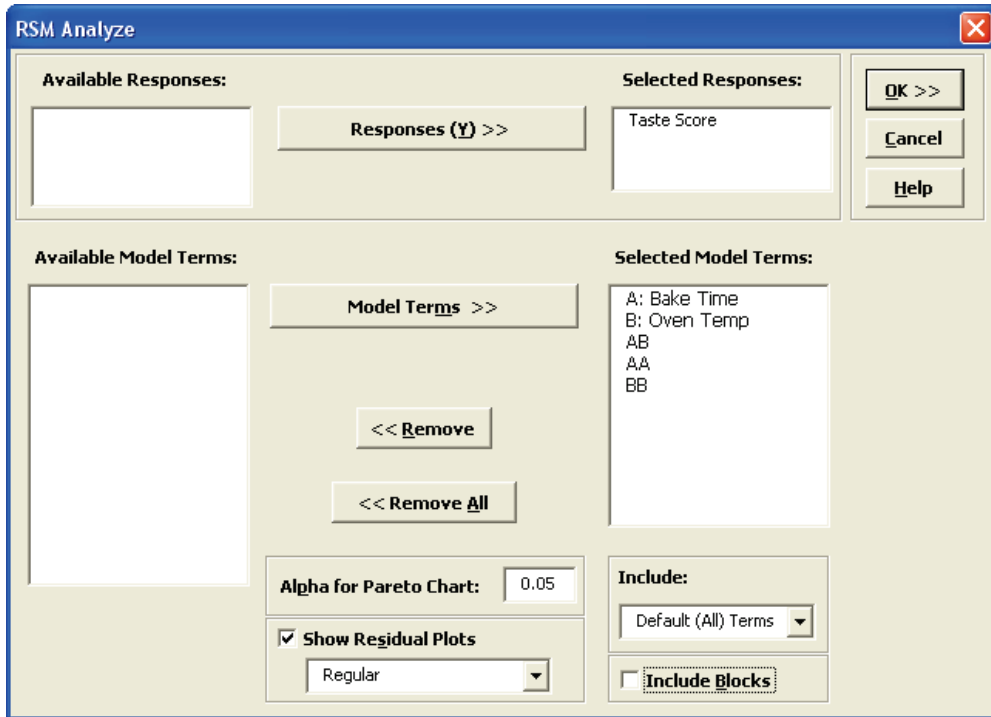 RSM Analyze
Available Responses:
Responses (Y) >>
Selected Responses:
Taste Score
OK >>
Cancel
Help
Available Model Terms:
Model Terms >>
<< Remove
<< Remove All
Selected Model Terms:
A: Bake Time
B: Oven Temp
AB
AA
BB
Alpha for Pareto Chart:
0.05
Show Residual Plots
Regular
Include:
Default (All) Terms
Include Blocks